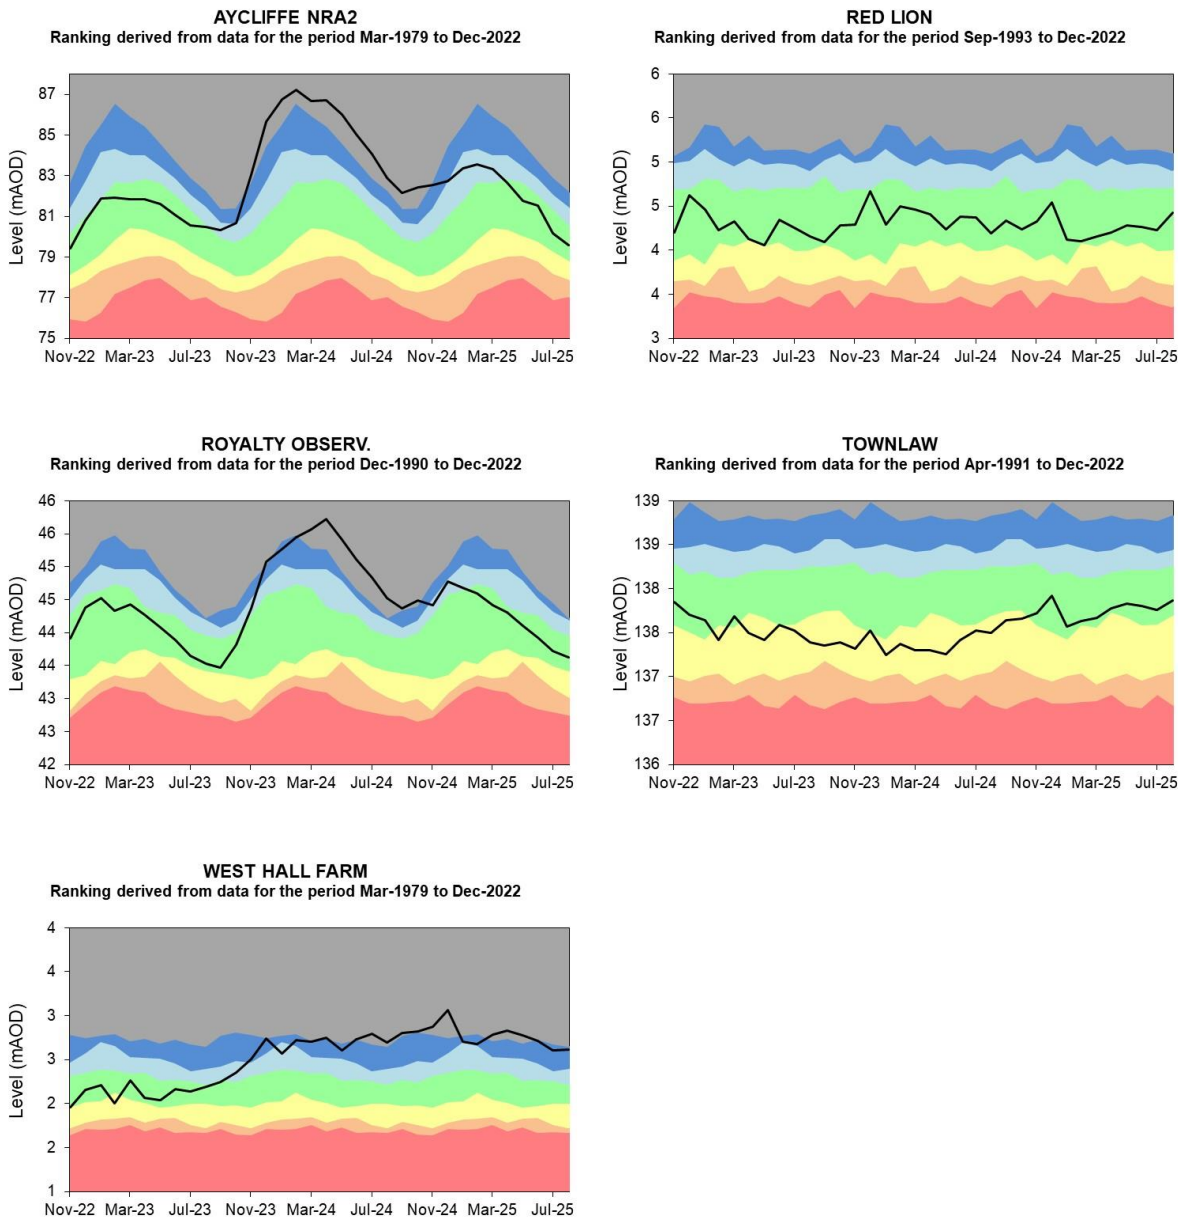 AYCLIFFE NRA2
Ranking derived from data for the period Mar-1979 to Dec-2022
Level (mAOD)
87
85
83
81
79
77
75
Nov-22 Mar-23 Jul-23 Nov-23 Mar-24 Jul-24 Nov-24 Mar-25 Jul-25
RED LION
Ranking derived from data for the period Sep-1993 to Dec-2022
Level (mAOD)
6
6
5
5
4
4
3
Nov-22 Mar-23 Jul-23 Nov-23 Mar-24 Jul-24 Nov-24 Mar-25 Jul-25
ROYALTY OBSERV.
Ranking derived from data for the period Dec-1990 to Dec-2022
Level (mAOD)
46
46
45
45
44
44
43
43
42
Nov-22 Mar-23 Jul-23 Nov-23 Mar-24 Jul-24 Nov-24 Mar-25 Jul-25
TOWNLAW
Ranking derived from data for the period Apr-1991 to Dec-2022
Level (mAOD)
139
139
138
138
137
137
136
Nov-22 Mar-23 Jul-23 Nov-23 Mar-24 Jul-24 Nov-24 Mar-25 Jul-25
WEST HALL FARM
Ranking derived from data for the period Mar-1979 to Dec-2022
Level (mAOD)
4
4
3
3
2
2
1
Nov-22 Mar-23 Jul-23 Nov-23 Mar-24 Jul-24 Nov-24 Mar-25 Jul-25